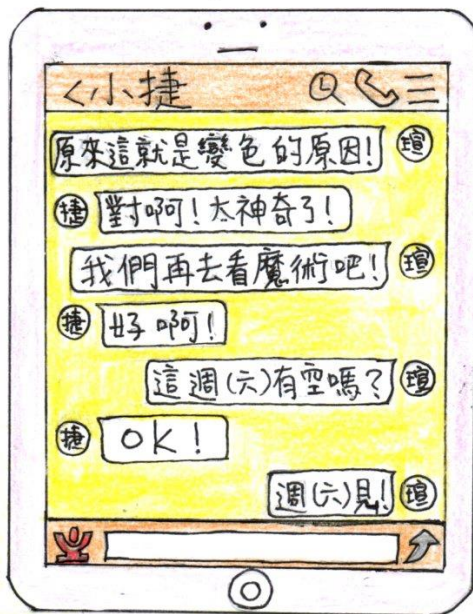 <小捷
原來這就是變色的原因! 瑄
捷 對啊!太神奇了!
我們再去看魔術吧! 瑄
捷 好啊!
這週(六)有空嗎? 瑄
捷 OK!
週(六)見! 瑄